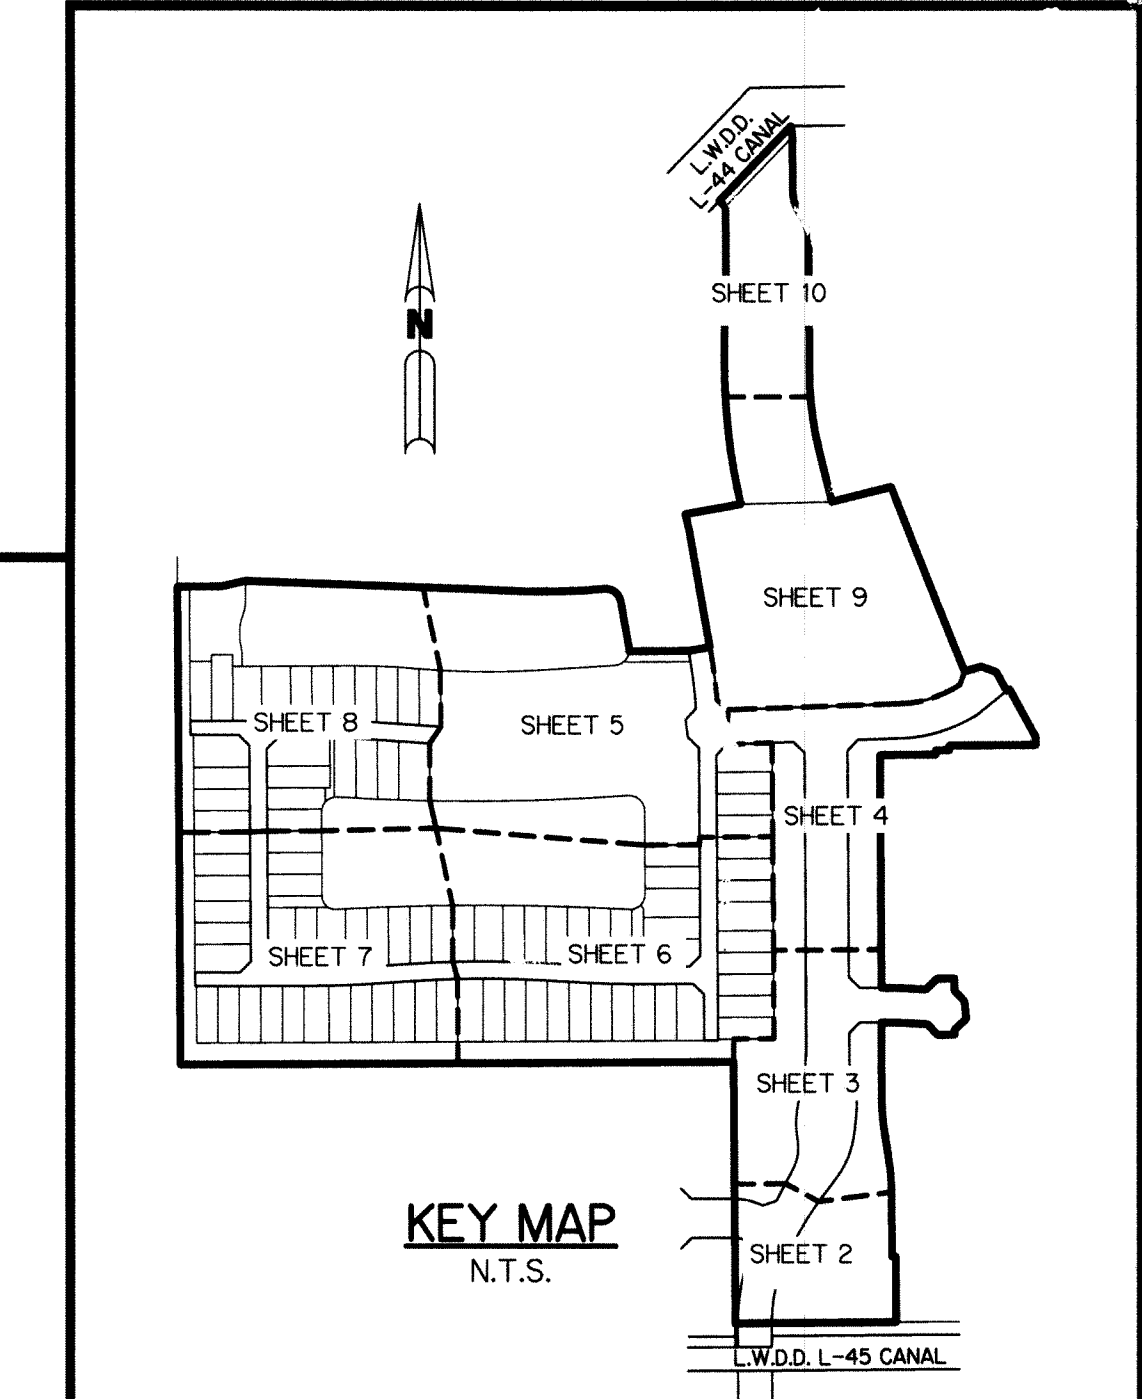 L.W.D.D.
L-44 CANAL
N
SHEET 10
SHEET 9
SHEET 8
SHEET 5
SHEET 4
SHEET 7
SHEET 6
SHEET 3
KEY MAP
N.T.S.
SHEET 2
L.W.D.D. L-45 CANAL